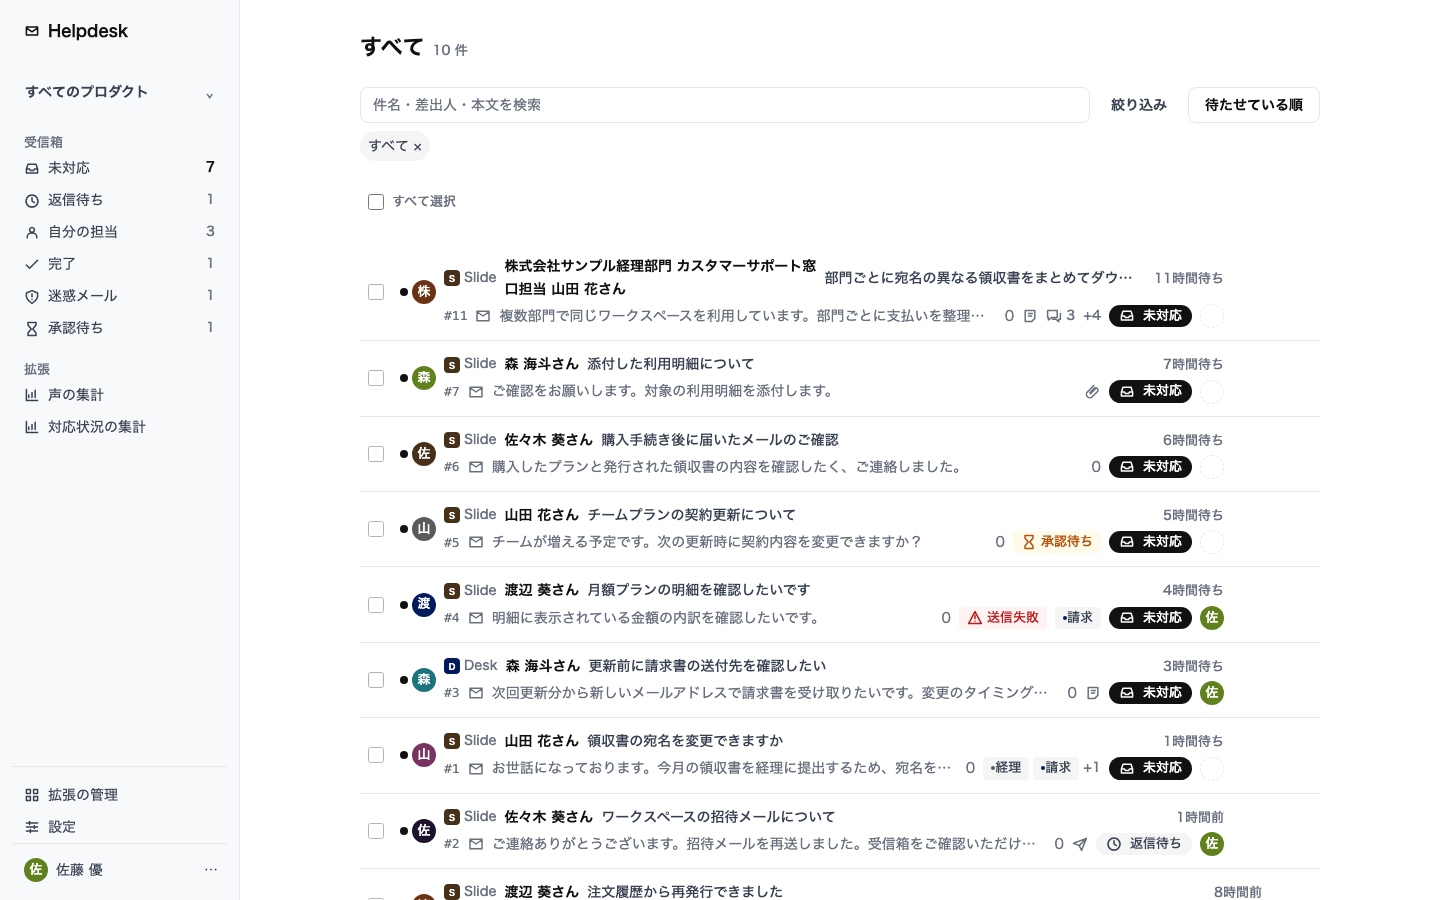 Helpdesk
すべてのプロダクト
受信箱
未対応 7
返信待ち 1
自分の担当 3
完了 1
迷惑メール 1
承認待ち 1
拡張
声の集計
対応状況の集計
拡張の管理
設定
佐 佐藤 優 …
すべて 10 件
件名・差出人・本文を検索 絞り込み 待たせている順
すべて ×
すべて選択
株 S Slide 株式会社サンプル経理部門 カスタマーサポート窓口担当 山田 花さん 部門ごとに宛名の異なる領収書をまとめてダウ… 11時間待ち
#11 複数部門で同じワークスペースを利用しています。部門ごとに支払いを整理… 0 3 +4 未対応
森 S Slide 森 海斗さん 添付した利用明細について 7時間待ち
#7 ご確認をお願いします。対象の利用明細を添付します。 未対応
佐 S Slide 佐々木 葵さん 購入手続き後に届いたメールのご確認 6時間待ち
#6 購入したプランと発行された領収書の内容を確認したく、ご連絡しました。 0 未対応
山 S Slide 山田 花さん チームプランの契約更新について 5時間待ち
#5 チームが増える予定です。次の更新時に契約内容を変更できますか？ 0 承認待ち 未対応
渡 S Slide 渡辺 葵さん 月額プランの明細を確認したいです 4時間待ち
#4 明細に表示されている金額の内訳を確認したいです。 0 送信失敗 •請求 未対応 佐
森 D Desk 森 海斗さん 更新前に請求書の送付先を確認したい 3時間待ち
#3 次回更新分から新しいメールアドレスで請求書を受け取りたいです。変更のタイミング… 0 未対応 佐
山 S Slide 山田 花さん 領収書の宛名を変更できますか 1時間待ち
#1 お世話になっております。今月の領収書を経理に提出するため、宛名を… 0 •経理 •請求 +1 未対応
佐 S Slide 佐々木 葵さん ワークスペースの招待メールについて 1時間前
#2 ご連絡ありがとうございます。招待メールを再送しました。受信箱をご確認いただけ… 0 返信待ち 佐
S Slide 渡辺 葵さん 注文履歴から再発行できました 8時間前